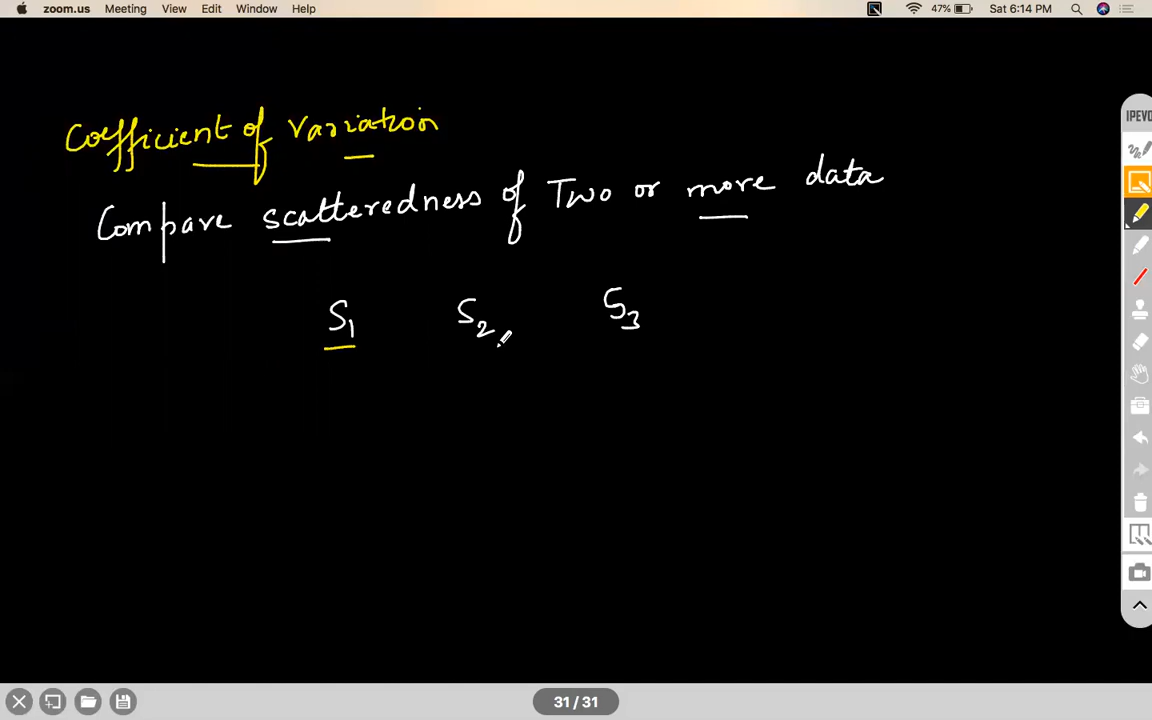 zoom.us Meeting View Edit Window Help 47% Sat 6:14 PM
IPEVO
Coefficient of Variation
Compare scatteredness of Two or more data
S1 S2 S3
31 / 31